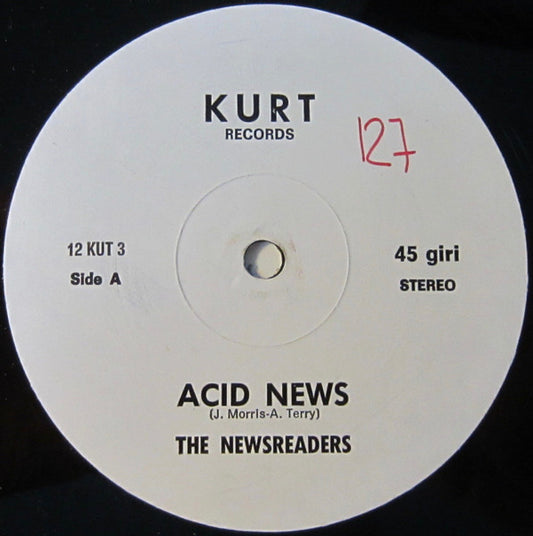 KURT
RECORDS
127
12 KUT 3
Side A
45 giri
STEREO
ACID NEWS
(J. Morris-A. Terry)
THE NEWSREADERS